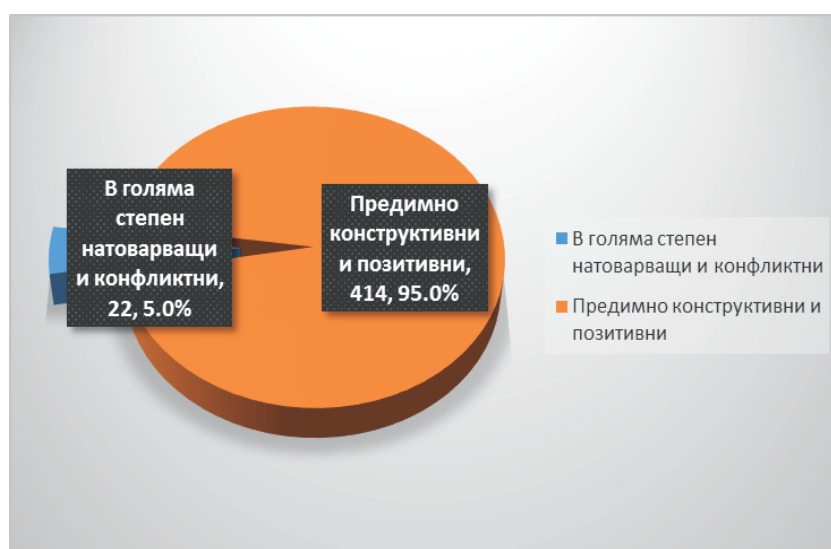 В голяма
степен
натоварващи
и конфликтни,
22, 5.0%
Предимно
конструктивни
и позитивни,
414, 95.0%
В голяма степен
натоварващи и конфликтни
Предимно конструктивни и
позитивни